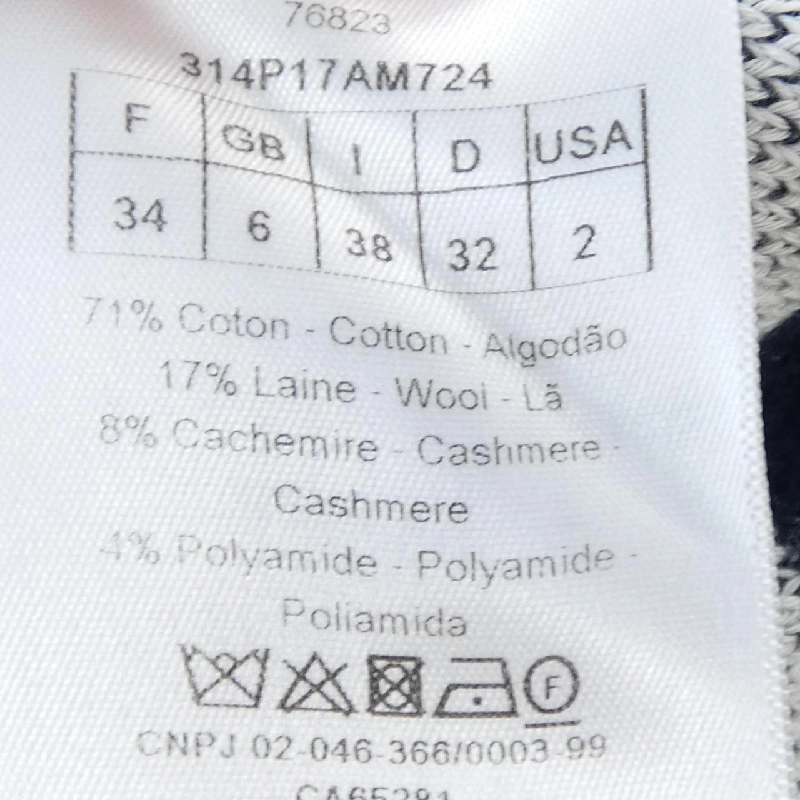 76823
314P17AM724
F GB I D USA
34 6 38 32 2
71% Coton - Cotton - Algodão
17% Laine - Wool - Lã
8% Cachemire - Cashmere -
Cashmere
4% Polyamide - Polyamide -
Poliamida
F
CNPJ 02-046-366/0003-99
CA65281